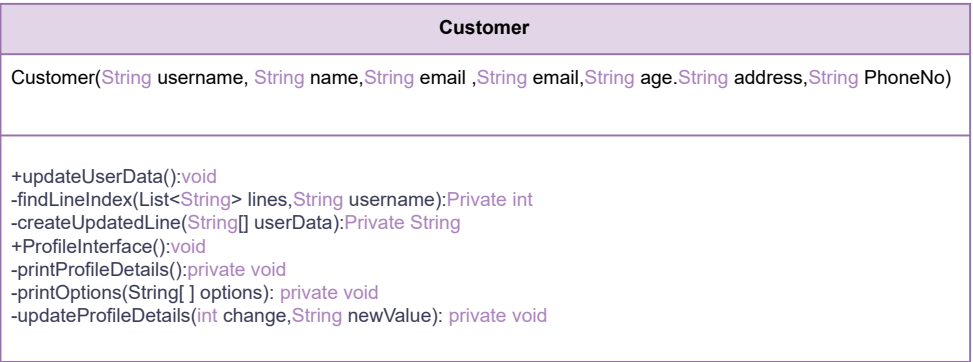 Customer
Customer(String username, String name,String email ,String email,String age.String address,String PhoneNo)
+updateUserData():void
-findLineIndex(List<String> lines,String username):Private int
-createUpdatedLine(String[] userData):Private String
+ProfileInterface():void
-printProfileDetails():private void
-printOptions(String[ ] options): private void
-updateProfileDetails(int change,String newValue): private void